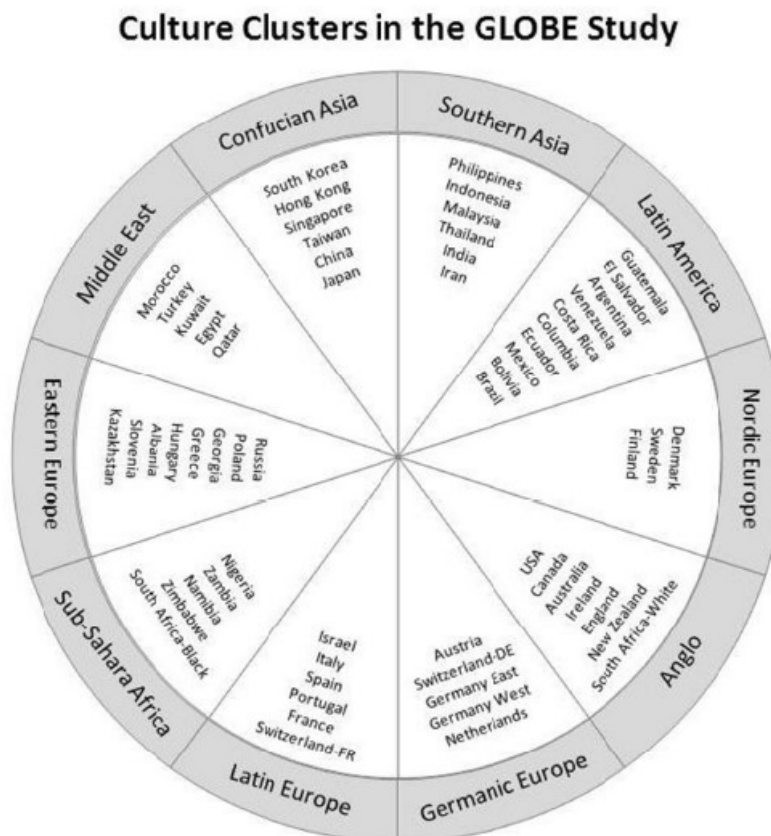 Culture Clusters in the GLOBE Study
Confucian Asia
South Korea
Hong Kong
Singapore
Taiwan
China
Japan
Southern Asia
Philippines
Indonesia
Malaysia
Thailand
India
Iran
Latin America
Guatemala
El Salvador
Argentina
Venezuela
Costa Rica
Columbia
Ecuador
Mexico
Bolivia
Brazil
Nordic Europe
Denmark
Sweden
Finland
Anglo
USA
Canada
Australia
Ireland
England
New Zealand
South Africa-White
Germanic Europe
Austria
Switzerland-DE
Germany East
Germany West
Netherlands
Latin Europe
Israel
Italy
Spain
Portugal
France
Switzerland-FR
Sub-Sahara Africa
Nigeria
Zambia
Namibia
Zimbabwe
South Africa-Black
Eastern Europe
Russia
Poland
Georgia
Greece
Hungary
Albania
Slovenia
Kazakhstan
Middle East
Morocco
Turkey
Kuwait
Egypt
Qatar